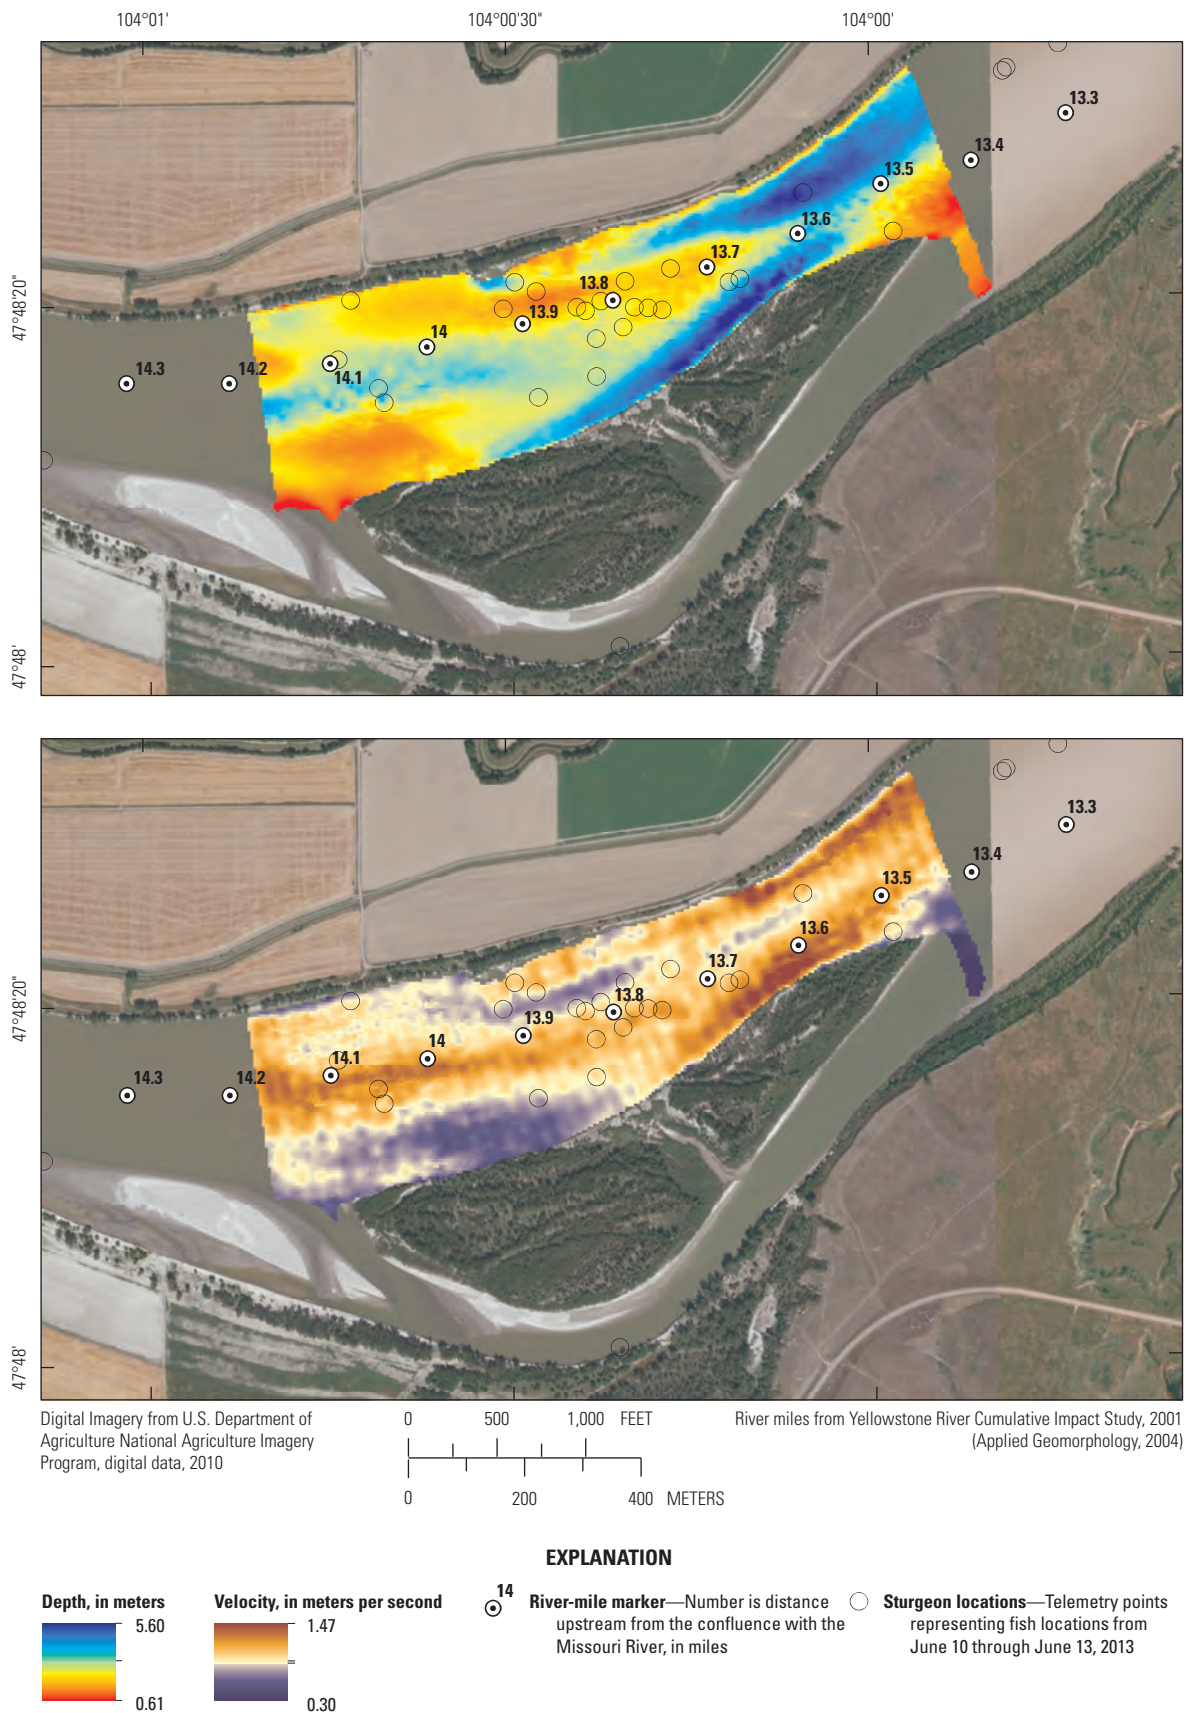 104°01'
104°00'30"
104°00'
13.3
13.4
13.5
13.6
13.7
13.8
13.9
14
14.1
14.2
14.3
47°48'20"
47°48'
13.3
13.4
13.5
13.6
13.7
13.8
13.9
14
14.1
14.2
14.3
47°48'20"
47°48'
Digital Imagery from U.S. Department of
Agriculture National Agriculture Imagery
Program, digital data, 2010
0 500 1,000 FEET
0 200 400 METERS
River miles from Yellowstone River Cumulative Impact Study, 2001
(Applied Geomorphology, 2004)
EXPLANATION
Depth, in meters
5.60
0.61
Velocity, in meters per second
1.47
0.30
14
River-mile marker—Number is distance
upstream from the confluence with the
Missouri River, in miles
Sturgeon locations—Telemetry points
representing fish locations from
June 10 through June 13, 2013